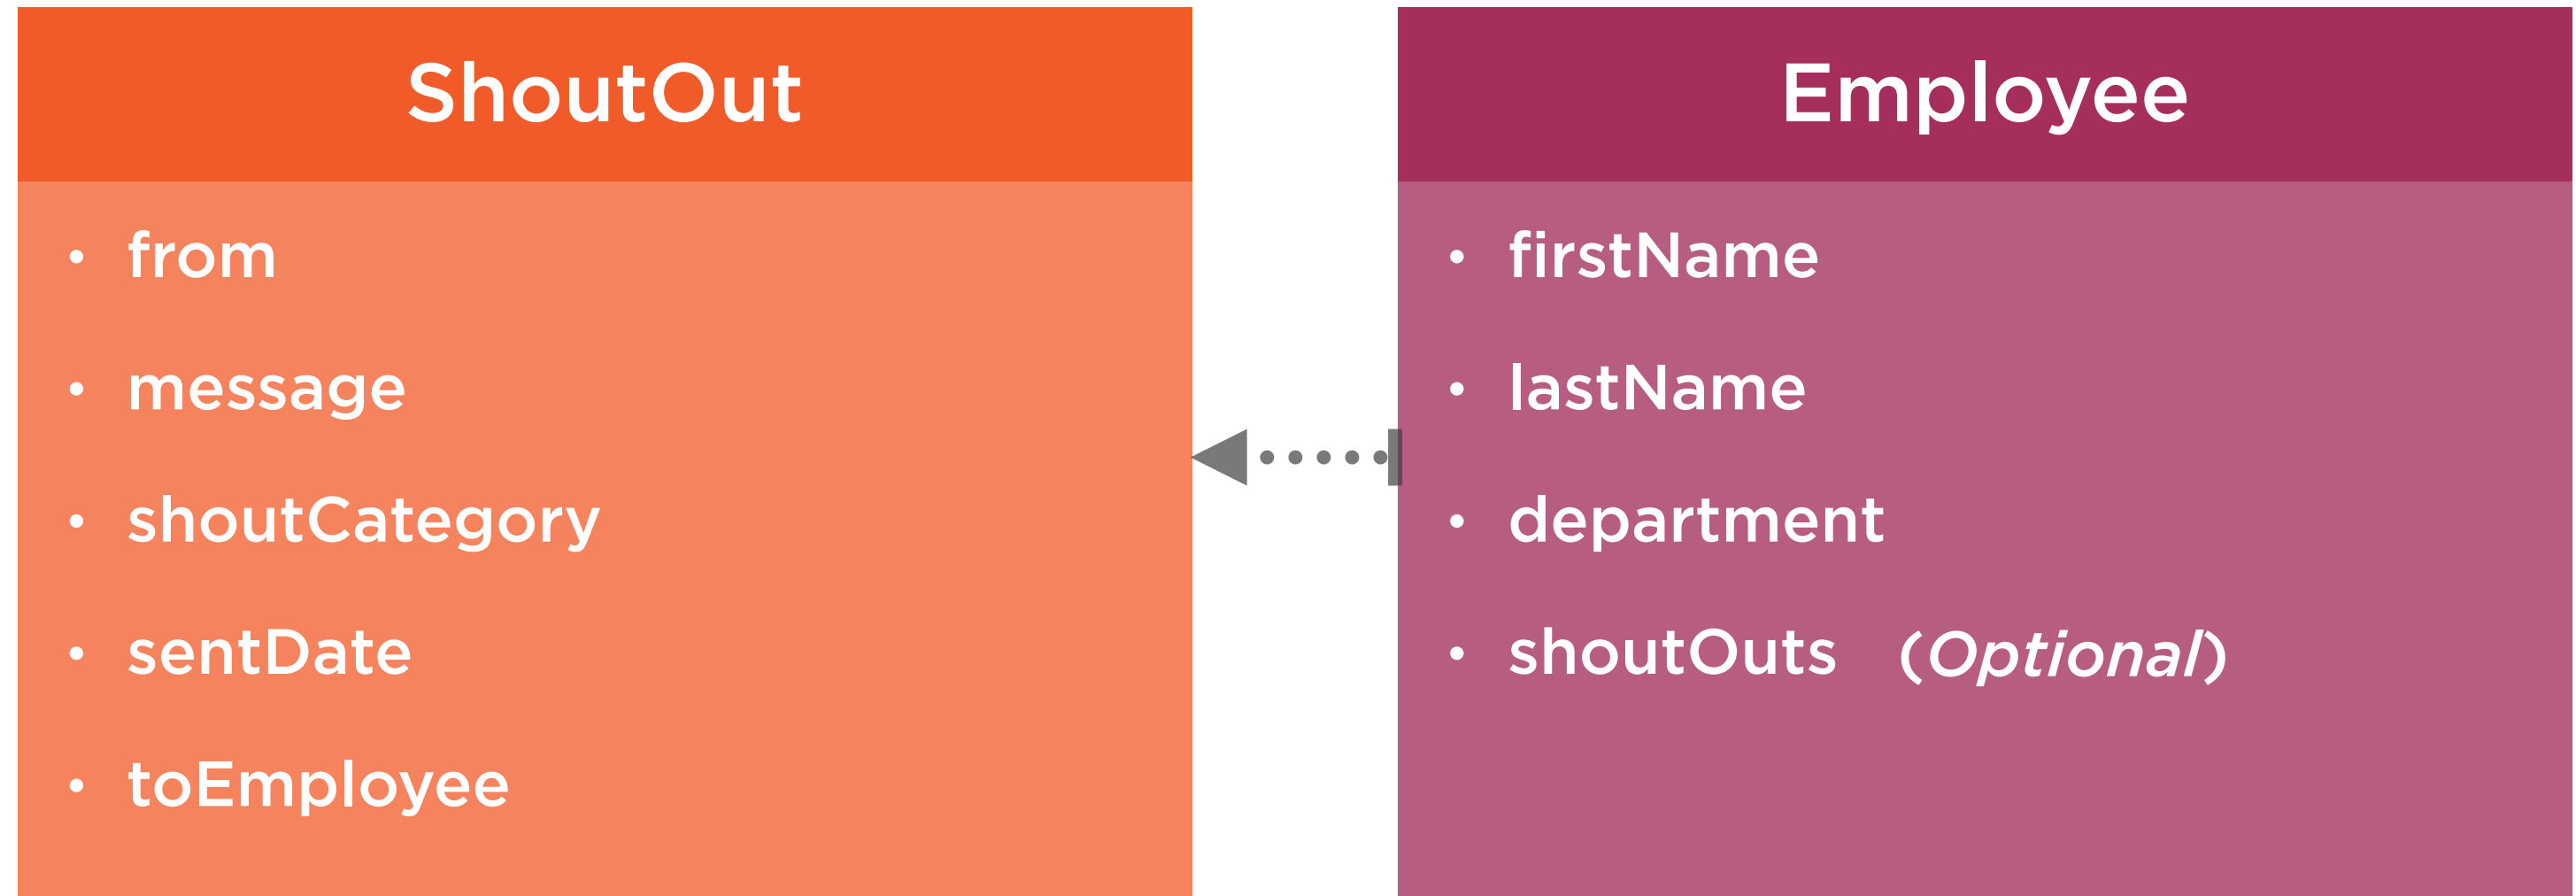 ShoutOut
• from
• message
• shoutCategory
• sentDate
• toEmployee
Employee
• firstName
• lastName
• department
• shoutOuts (Optional)